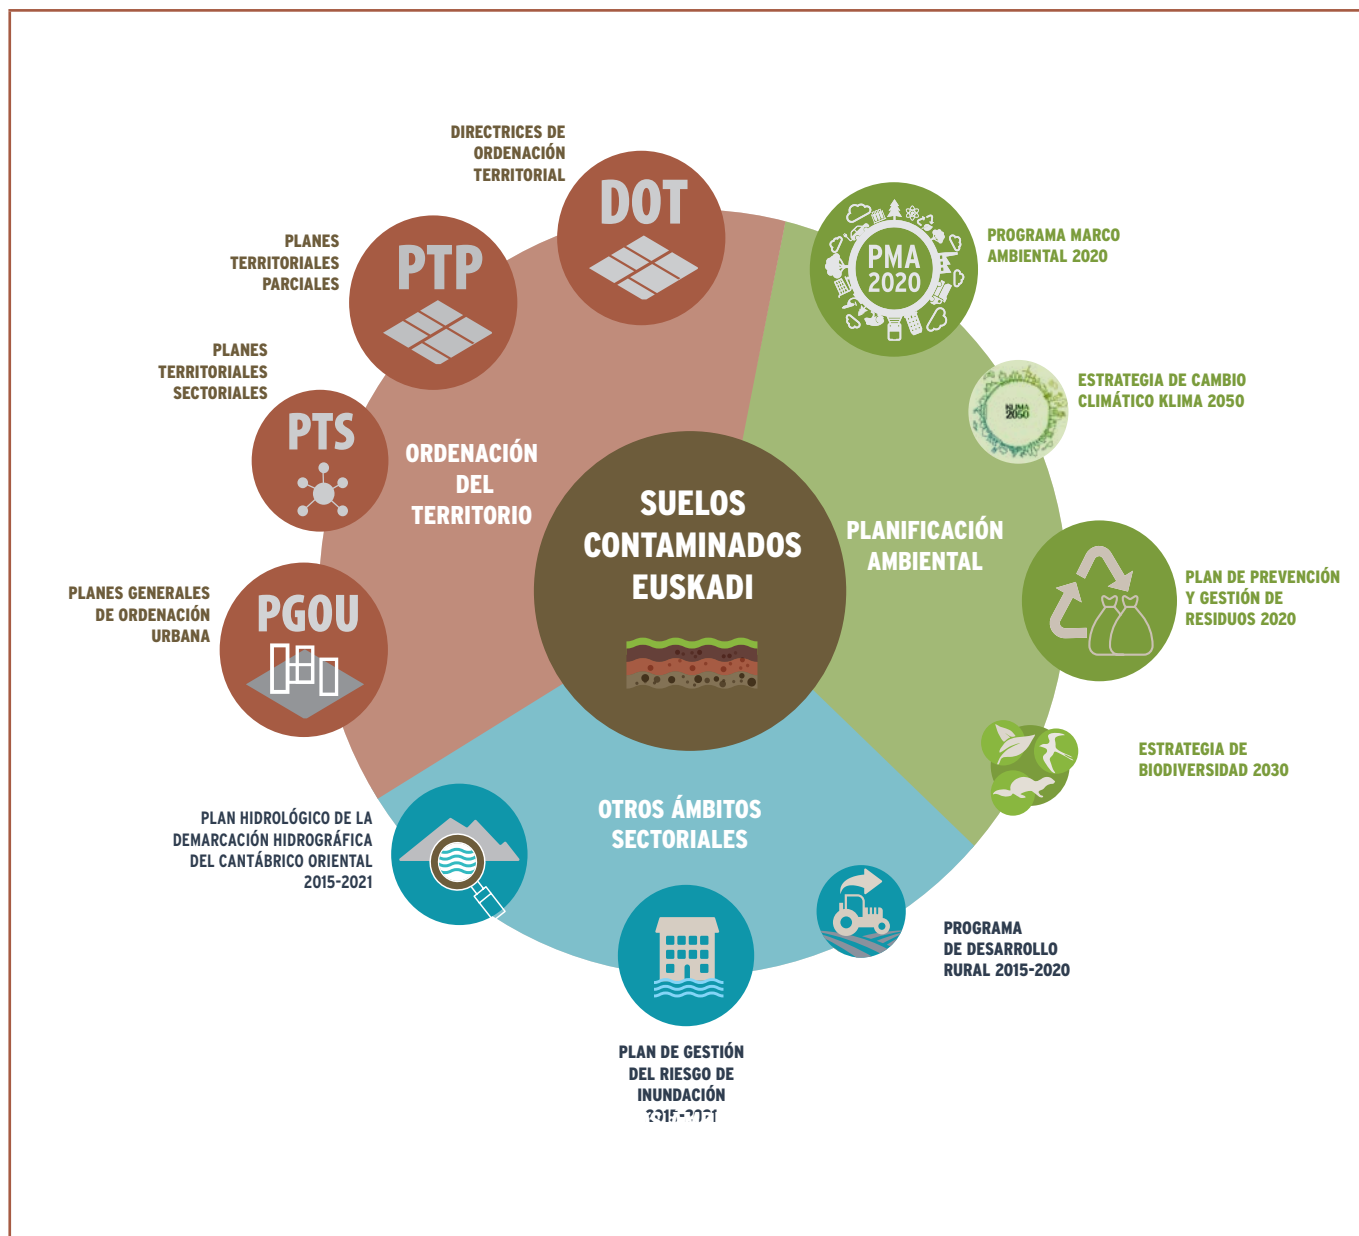 DIRECTRICES DE
ORDENACIÓN
TERRITORIAL
DOT
PLANES
TERRITORIALES
PARCIALES
PTP
PLANES
TERRITORIALES
SECTORIALES
PTS
PLANES GENERALES
DE ORDENACIÓN
URBANA
PGOU
ORDENACIÓN
DEL
TERRITORIO
SUELOS
CONTAMINADOS
EUSKADI
PLANIFICACIÓN
AMBIENTAL
PMA
2020
PROGRAMA MARCO
AMBIENTAL 2020
KLIMA
2050
ESTRATEGIA DE CAMBIO
CLIMÁTICO KLIMA 2050
PLAN DE PREVENCIÓN
Y GESTIÓN DE
RESIDUOS 2020
ESTRATEGIA DE
BIODIVERSIDAD 2030
OTROS ÁMBITOS
SECTORIALES
PLAN HIDROLÓGICO DE LA
DEMARCACIÓN HIDROGRÁFICA
DEL CANTÁBRICO ORIENTAL
2015-2021
PLAN DE GESTIÓN
DEL RIESGO DE
INUNDACIÓN
2015-2021
PROGRAMA
DE DESARROLLO
RURAL 2015-2020